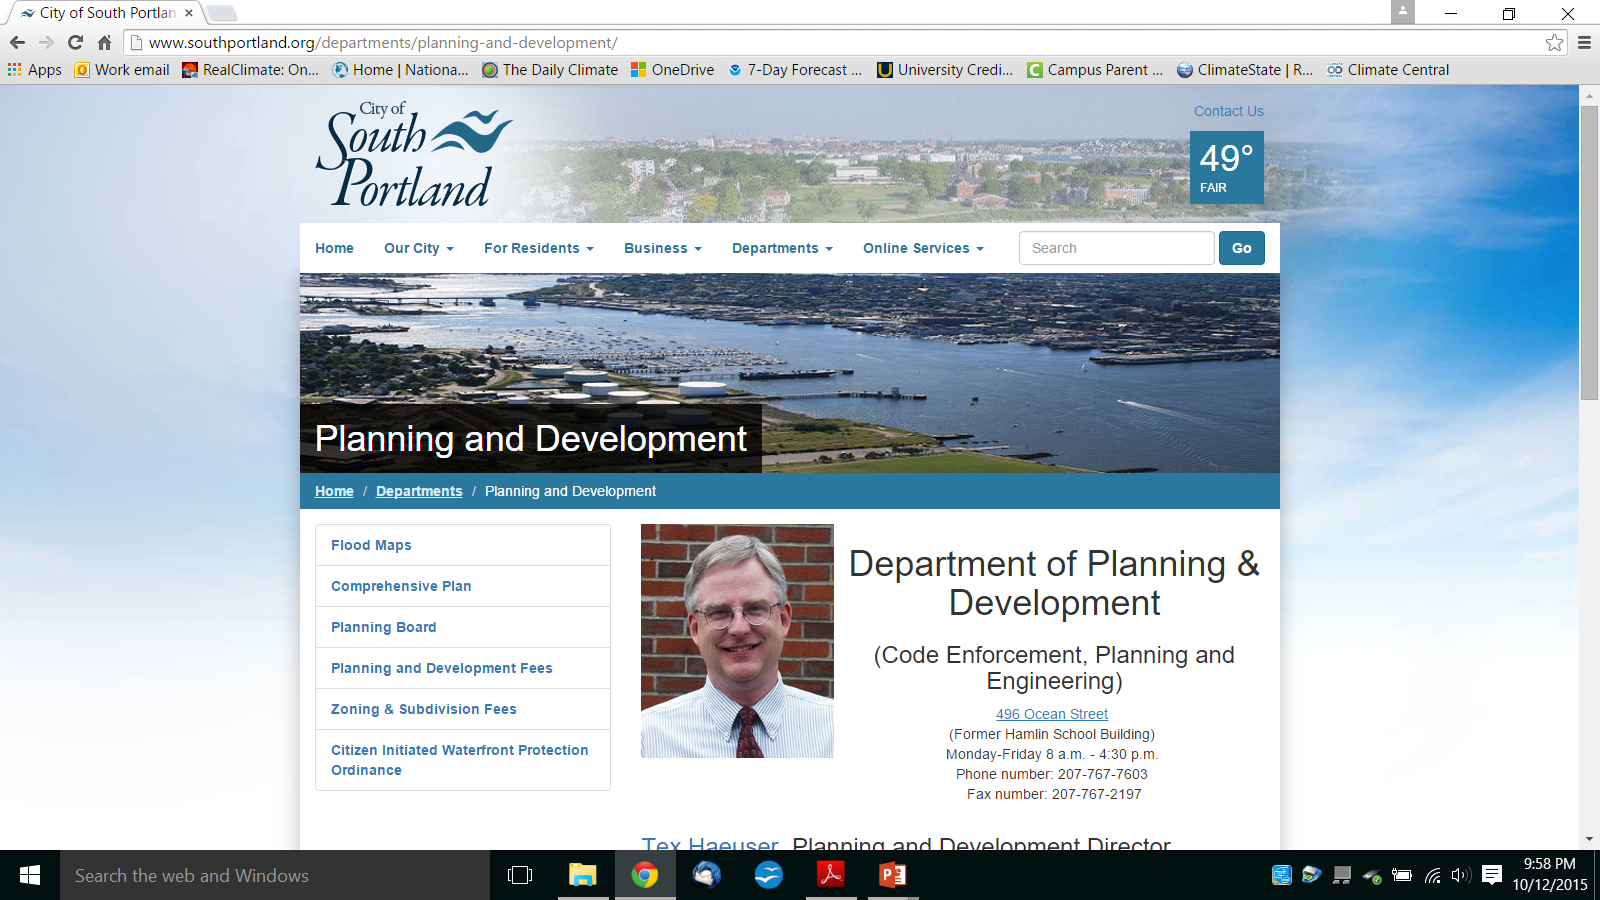 City of South Portlan
www.southportland.org/departments/planning-and-development/
Apps Work email RealClimate: On... Home | Nationa... The Daily Climate OneDrive 7-Day Forecast ... University Credi... Campus Parent ... ClimateState | R... Climate Central
City of
South
Portland
Contact Us
49°
FAIR
Home Our City For Residents Business Departments Online Services Search Go
Planning and Development
Home / Departments / Planning and Development
Flood Maps
Comprehensive Plan
Planning Board
Planning and Development Fees
Zoning & Subdivision Fees
Citizen Initiated Waterfront Protection
Ordinance
Department of Planning &
Development
(Code Enforcement, Planning and
Engineering)
496 Ocean Street
(Former Hamlin School Building)
Monday-Friday 8 a.m. - 4:30 p.m.
Phone number: 207-767-7603
Fax number: 207-767-2197
Tex Haeuser, Planning and Development Director
Search the web and Windows
9:58 PM
10/12/2015